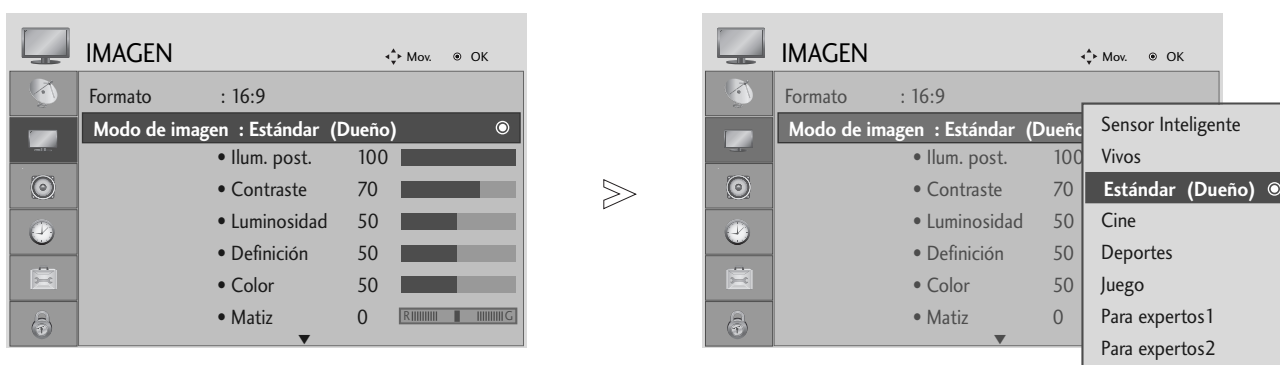 IMAGEN Mov. OK
Formato : 16:9
Modo de imagen : Estándar (Dueño)
• Ilum. post. 100
• Contraste 70
• Luminosidad 50
• Definición 50
• Color 50
• Matiz 0 R G
IMAGEN Mov. OK
Formato : 16:9
Modo de imagen : Estándar (Dueño
• Ilum. post. 100
• Contraste 70
• Luminosidad 50
• Definición 50
• Color 50
• Matiz 0
Sensor Inteligente
Vivos
Estándar (Dueño)
Cine
Deportes
Juego
Para expertos1
Para expertos2